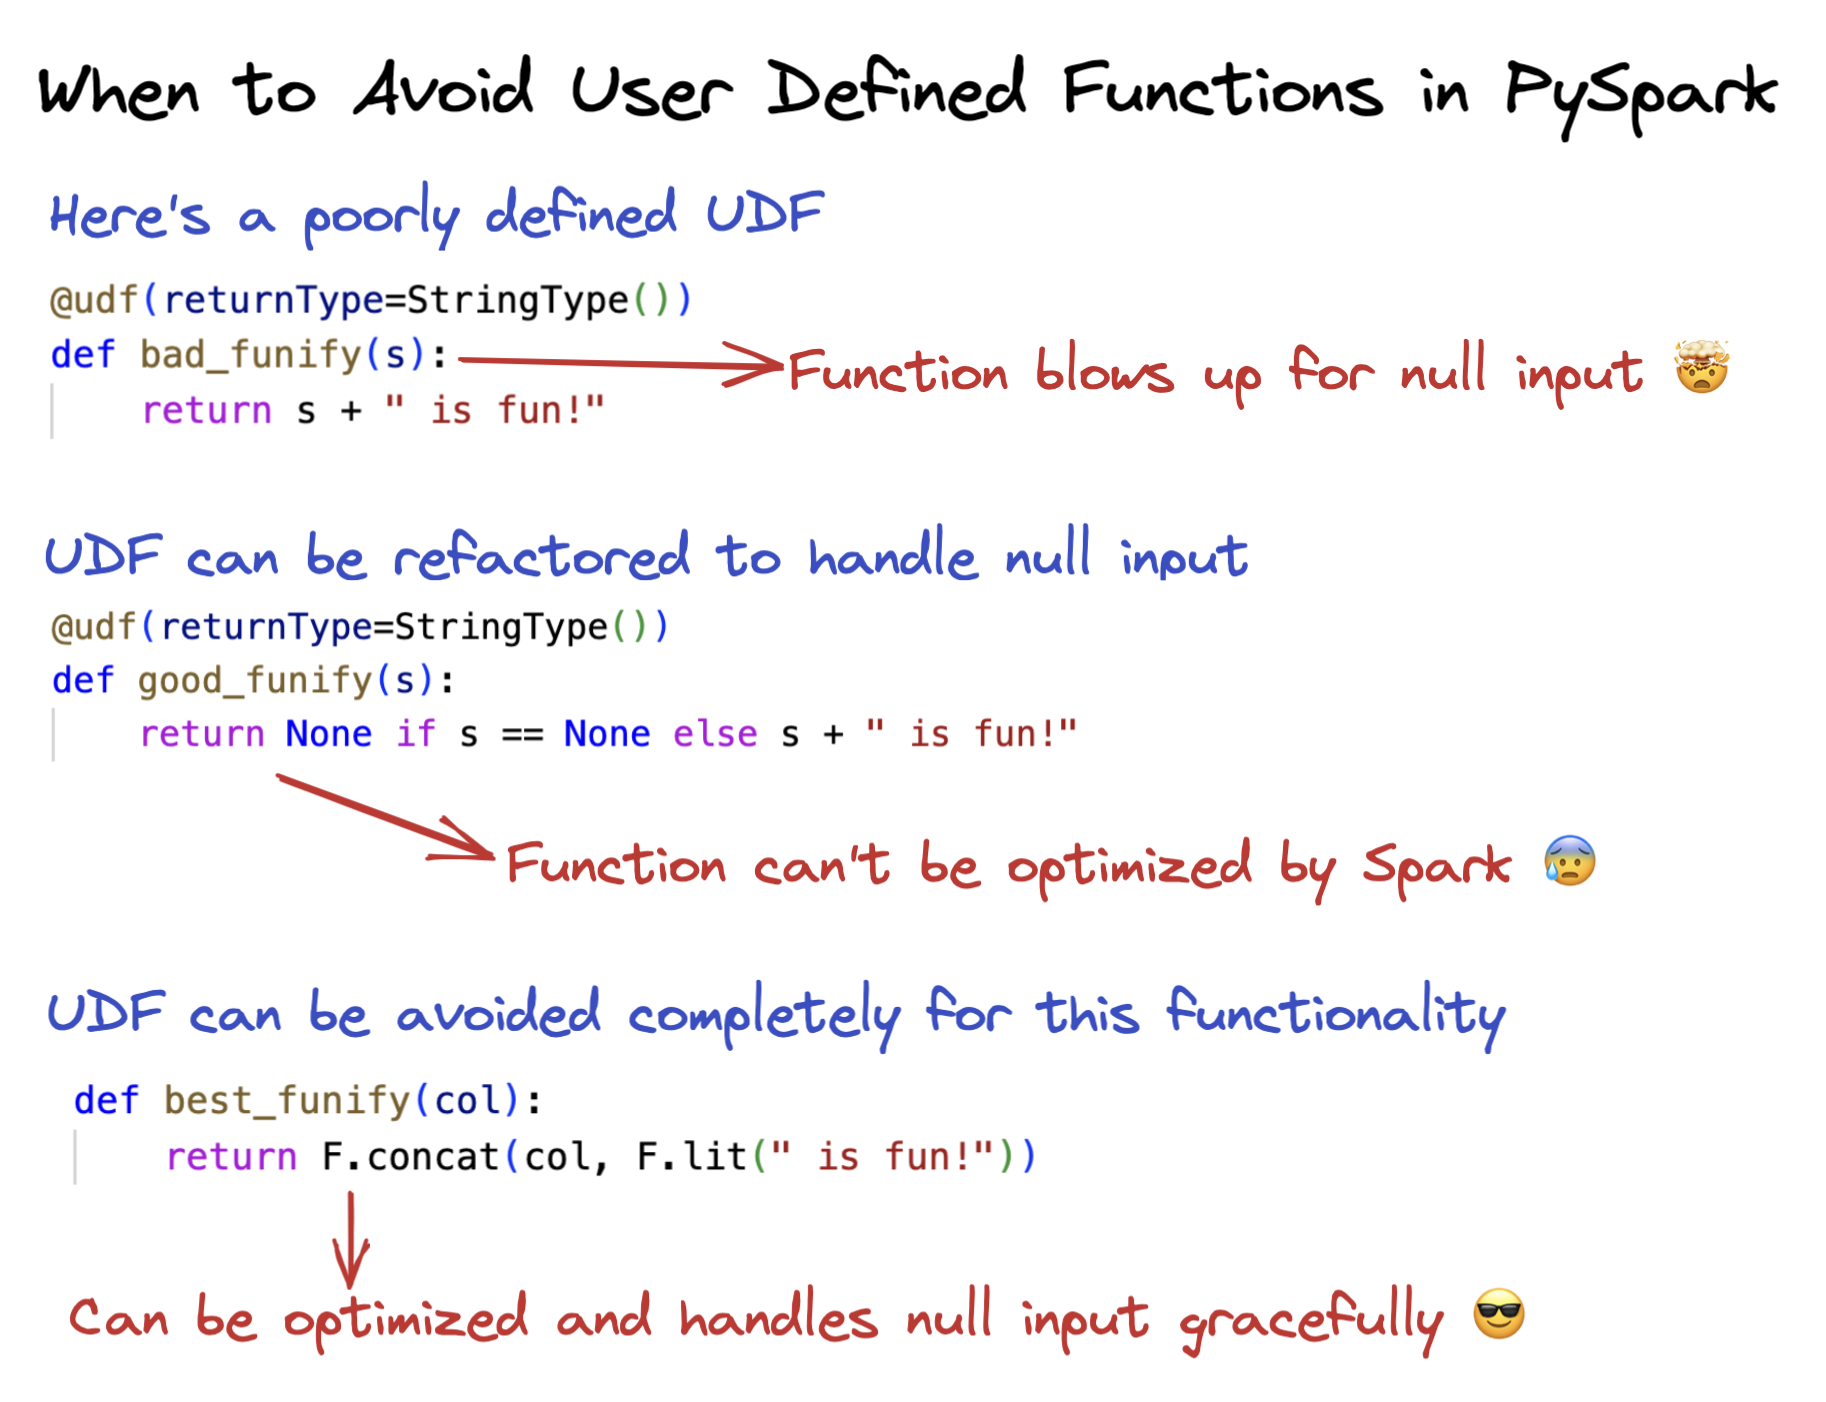 When to Avoid User Defined Functions in PySpark
Here's a poorly defined UDF
@udf(returnType=StringType())
def bad_funify(s):
    return s + " is fun!"
Function blows up for null input 🤯
UDF can be refactored to handle null input
@udf(returnType=StringType())
def good_funify(s):
    return None if s == None else s + " is fun!"
Function can't be optimized by Spark 😰
UDF can be avoided completely for this functionality
def best_funify(col):
    return F.concat(col, F.lit(" is fun!"))
Can be optimized and handles null input gracefully 😎